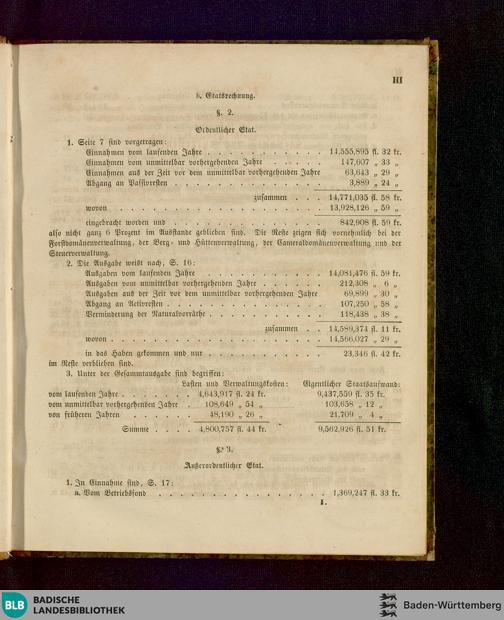 III
b. Etatsrechnung.
§. 2.
Ordentlicher Etat.
1. Seite 7 sind vorgetragen:
Einnahmen vom laufenden Jahre . . . . . . . . . . . 14,555,895 fl. 32 kr.
Einnahmen vom unmittelbar vorhergehenden Jahre . . . . . 147,607 „ 33 „
Einnahmen aus der Zeit vor dem unmittelbar vorhergehenden Jahre 63,643 „ 29 „
Abgang an Passivresten . . . . . . . . . . . . . . 3,889 „ 24 „
zusammen . . . 14,771,035 fl. 58 kr.
wovon . . . . . . . . . . . . . . . . . . . . 13,928,126 „ 59 „
eingebracht worden und . . . . . . . . . . . . . . 842,908 fl. 59 kr.
also nicht ganz 6 Prozent im Ausstande geblieben sind. Die Reste zeigen sich vornehmlich bei der
Forstdomänenverwaltung, der Berg- und Hüttenverwaltung, der Cameraldomänenverwaltung und der
Steuerverwaltung.
2. Die Ausgabe weist nach, S. 16:
Ausgaben vom laufenden Jahre . . . . . . . . . . . 14,081,476 fl. 59 kr.
Ausgaben vom unmittelbar vorhergehenden Jahre . . . . . . 212,308 „ 6 „
Ausgaben aus der Zeit vor dem unmittelbar vorhergehenden Jahre 69,899 „ 30 „
Abgang an Aktivresten . . . . . . . . . . . . . . 107,250 „ 58 „
Verminderung der Naturalvorräthe . . . . . . . . . . 118,438 „ 38 „
zusammen . . 14,589,374 fl. 11 kr.
wovon . . . . . . . . . . . . . . . . . . . . 14,566,027 „ 29 „
in das Haben gekommen und nur . . . . . . . . . . 23,346 fl. 42 kr.
im Reste verblieben sind.
3. Unter der Gesammtausgabe sind begriffen:
Lasten und Verwaltungskosten: Eigentlicher Staatsaufwand:
vom laufenden Jahre . . . . . . . 4,643,917 fl. 24 kr. 9,437,559 fl. 35 kr.
vom unmittelbar vorhergehenden Jahre . 108,649 „ 54 „ 103,658 „ 12 „
von früheren Jahren . . . . . . . 48,190 „ 26 „ 21,709 „ 4 „
Summe . . . . 4,800,757 fl. 44 kr. 9,562,926 fl. 51 kr.
§. 3.
Außerordentlicher Etat.
1. In Einnahme sind, S. 17:
a. Vom Betriebsfond . . . . . . . . . . . . . . . 1,369,247 fl. 33 kr.
1.
BLB BADISCHE
LANDESBIBLIOTHEK
Baden-Württemberg